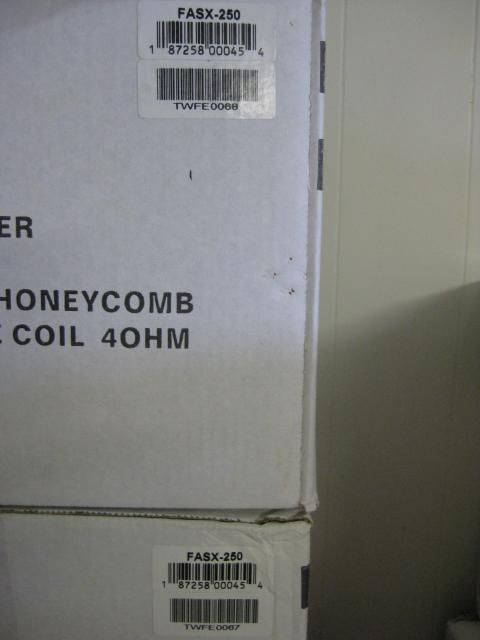 FASX-250
1 87258 00045 4
TWFE0068
ER
HONEYCOMB
COIL 4OHM
FASX-250
1 87258 00045 4
TWFE0067